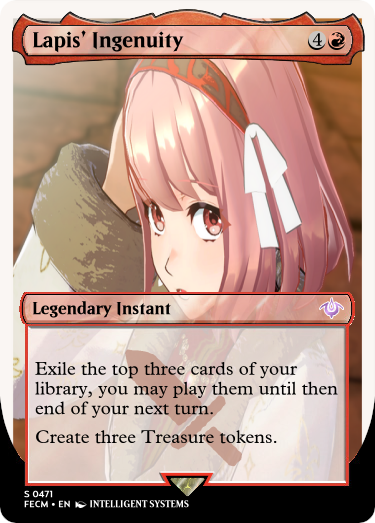 Lapis' Ingenuity 4
Legendary Instant
Exile the top three cards of your
library, you may play them until then
end of your next turn.
Create three Treasure tokens.
S 0471
FECM • EN INTELLIGENT SYSTEMS